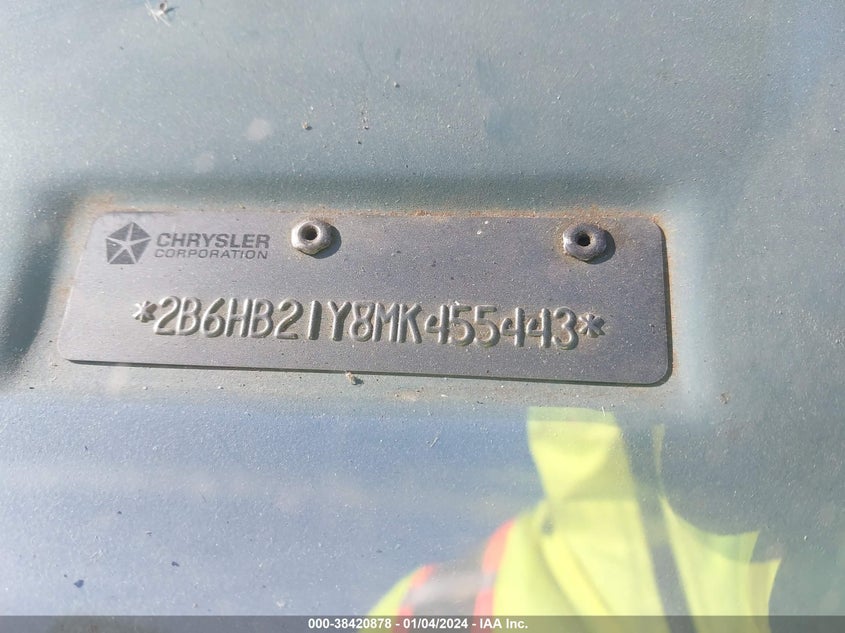 CHRYSLER
CORPORATION
*2B6HB21Y8MK455443*
000-38420878 - 01/04/2024 - IAA Inc.